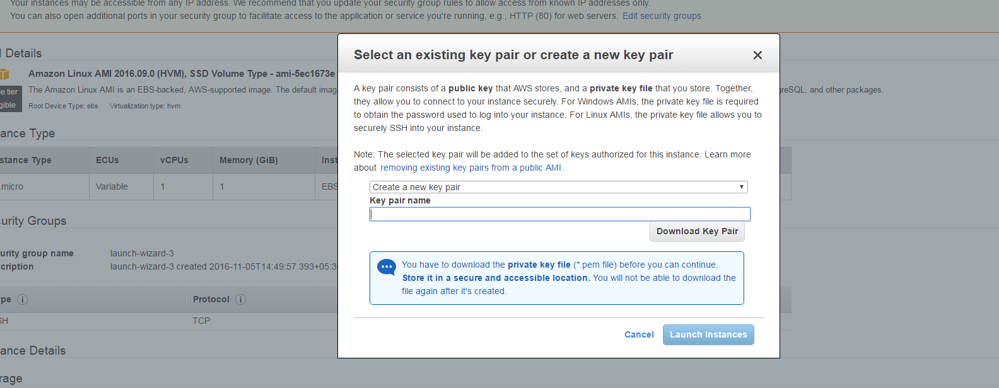 Your instances may be accessible from any IP address. We recommend that you update your security group rules to allow access from known IP addresses only.
You can also open additional ports in your security group to facilitate access to the application or service you're running, e.g., HTTP (80) for web servers. Edit security groups
Details
Amazon Linux AMI 2016.09.0 (HVM), SSD Volume Type - ami-5ec1673e
e tier
gible
The Amazon Linux AMI is an EBS-backed, AWS-supported image. The default imag
reSQL, and other packages.
Root Device Type: ebs Virtualization type: hvm
ance Type
stance Type ECUs vCPUs Memory (GiB) Inst
.micro Variable 1 1 EBS
urity Groups
urity group name launch-wizard-3
cription launch-wizard-3 created 2016-11-05T14:49:57.393+05:3
pe i Protocol i
SH TCP
ance Details
rage
Select an existing key pair or create a new key pair
A key pair consists of a public key that AWS stores, and a private key file that you store. Together,
they allow you to connect to your instance securely. For Windows AMIs, the private key file is required
to obtain the password used to log into your instance. For Linux AMIs, the private key file allows you to
securely SSH into your instance.
Note: The selected key pair will be added to the set of keys authorized for this instance. Learn more
about removing existing key pairs from a public AMI.
Create a new key pair
Key pair name
Download Key Pair
You have to download the private key file (*.pem file) before you can continue.
Store it in a secure and accessible location. You will not be able to download the
file again after it's created.
Cancel Launch Instances